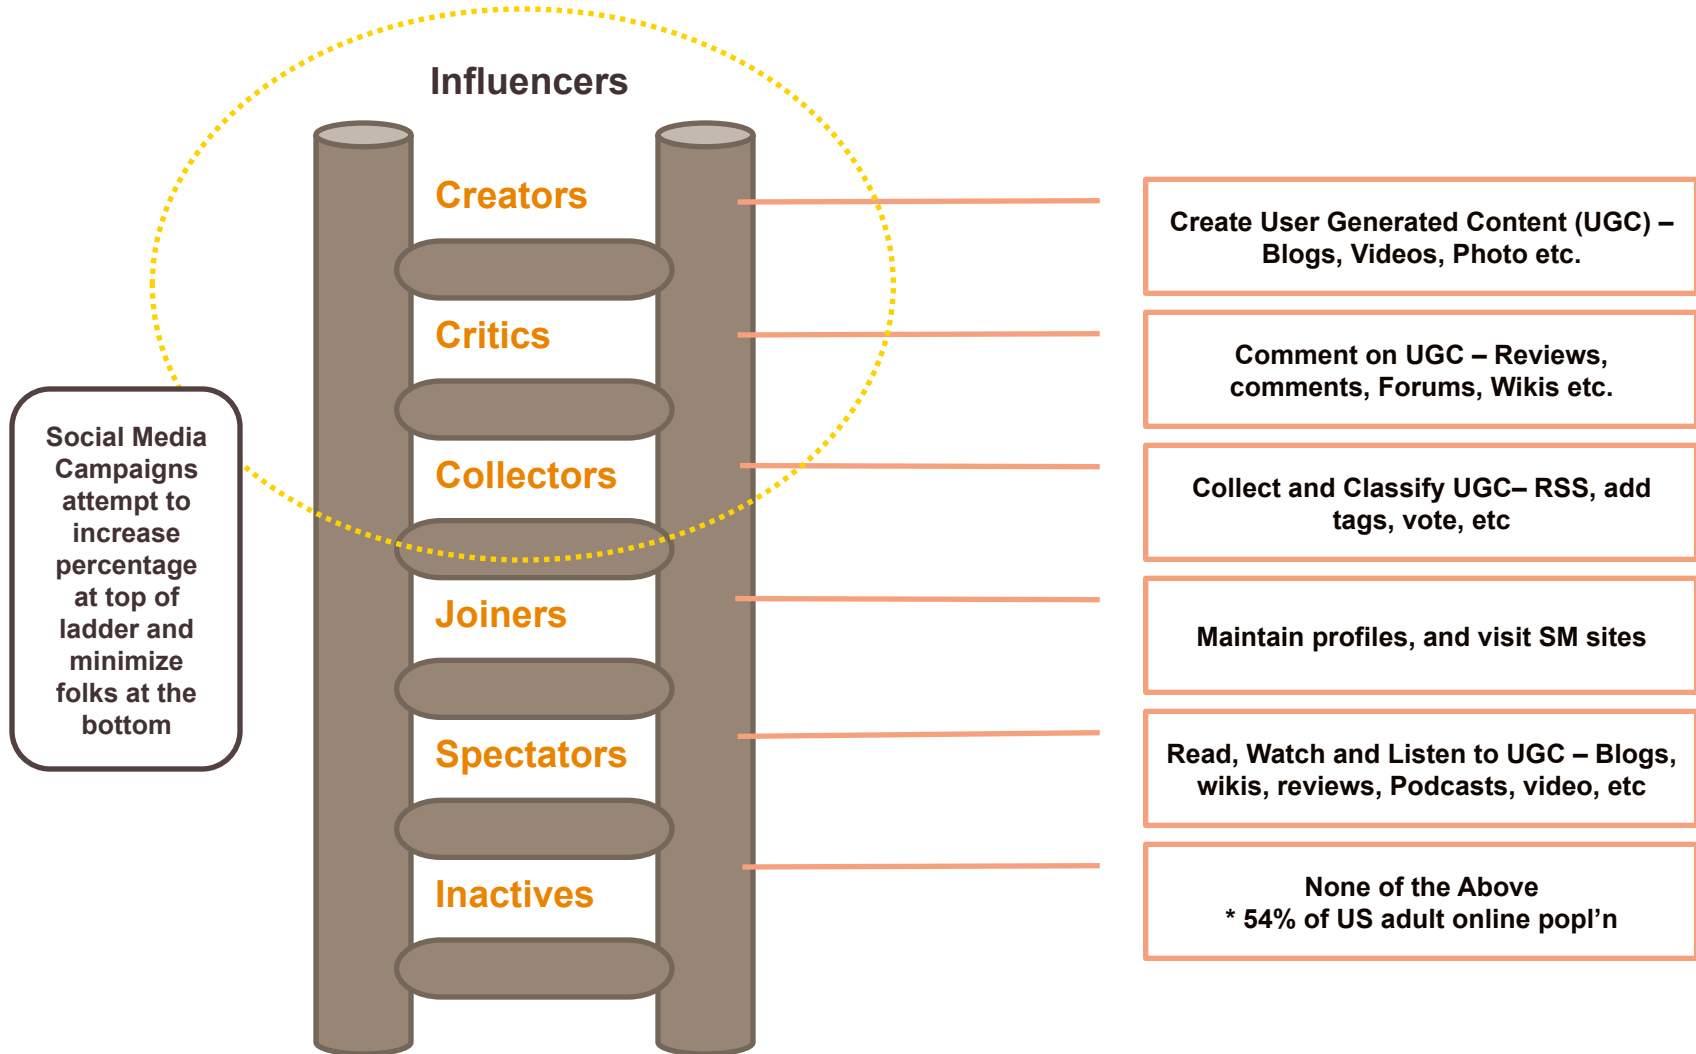 Influencers
Creators
Create User Generated Content (UGC) –
Blogs, Videos, Photo etc.
Critics
Comment on UGC – Reviews,
comments, Forums, Wikis etc.
Social Media
Campaigns
attempt to
increase
percentage
at top of
ladder and
minimize
folks at the
bottom
Collectors
Collect and Classify UGC– RSS, add
tags, vote, etc
Joiners
Maintain profiles, and visit SM sites
Spectators
Read, Watch and Listen to UGC – Blogs,
wikis, reviews, Podcasts, video, etc
Inactives
None of the Above
* 54% of US adult online popl’n